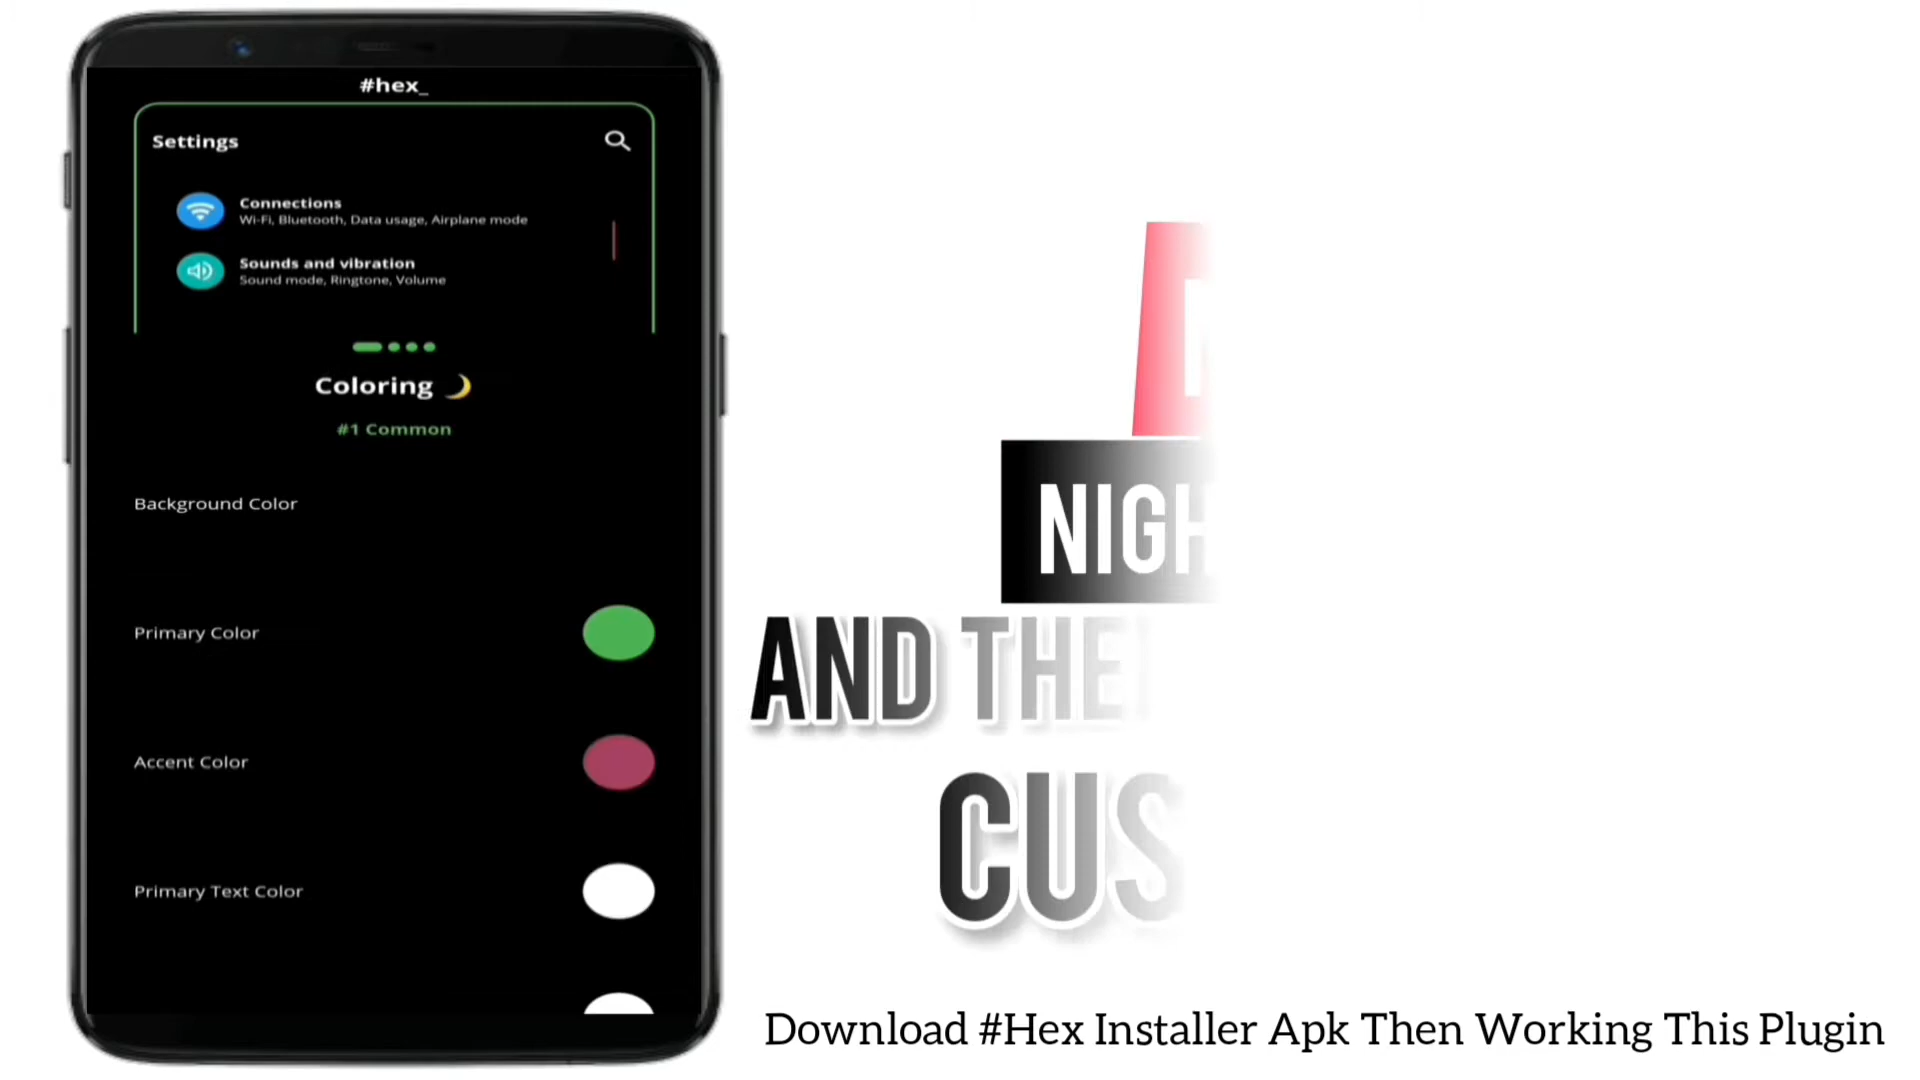 #hex_
Settings
Connections
Wi-Fi, Bluetooth, Data usage, Airplane mode
Sounds and vibration
Sound mode, Ringtone, Volume
Coloring
#1 Common
Background Color
Primary Color
Accent Color
Primary Text Color
AND
Download #Hex Installer Apk Then Working This Plugin